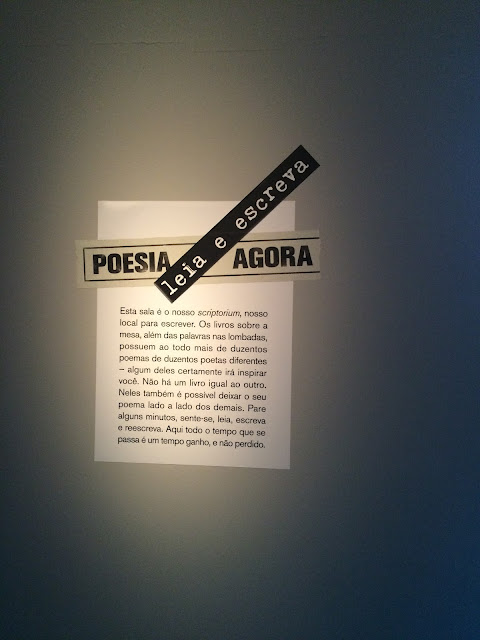 leia e escreva
POESIA AGORA
Esta sala é o nosso scriptorium, nosso
local para escrever. Os livros sobre a
mesa, além das palavras nas lombadas,
possuem ao todo mais de duzentos
poemas de duzentos poetas diferentes
– algum deles certamente irá inspirar
você. Não há um livro igual ao outro.
Neles também é possível deixar o seu
poema lado a lado dos demais. Pare
alguns minutos, sente-se, leia, escreva
e reescreva. Aqui todo o tempo que se
passa é um tempo ganho, e não perdido.